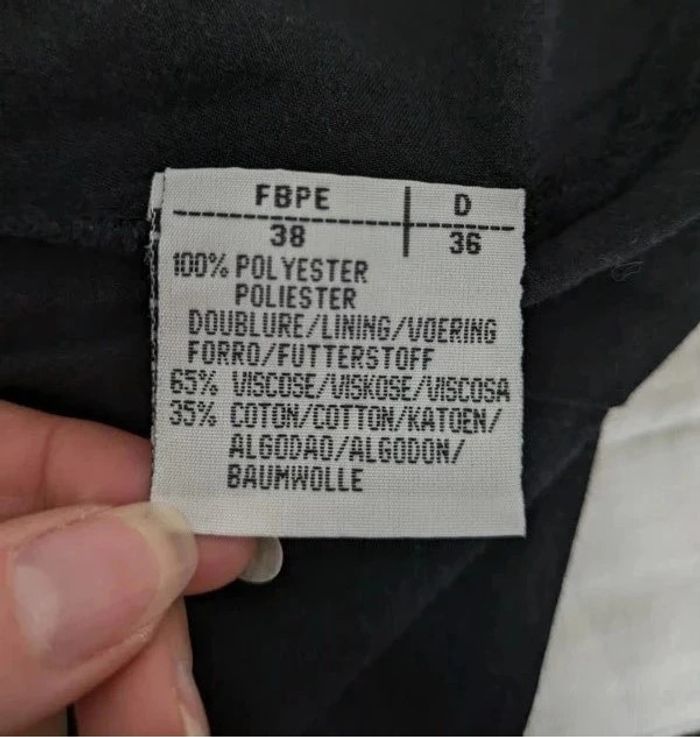 FBPE | D
38 | 36
100% POLYESTER
POLIESTER
DOUBLURE/LINING/VOERING
FORRO/FUTTERSTOFF
65% VISCOSE/VISKOSE/VISCOSA
35% COTON/COTTON/KATOEN/
ALGODAO/ALGODON/
BAUMWOLLE